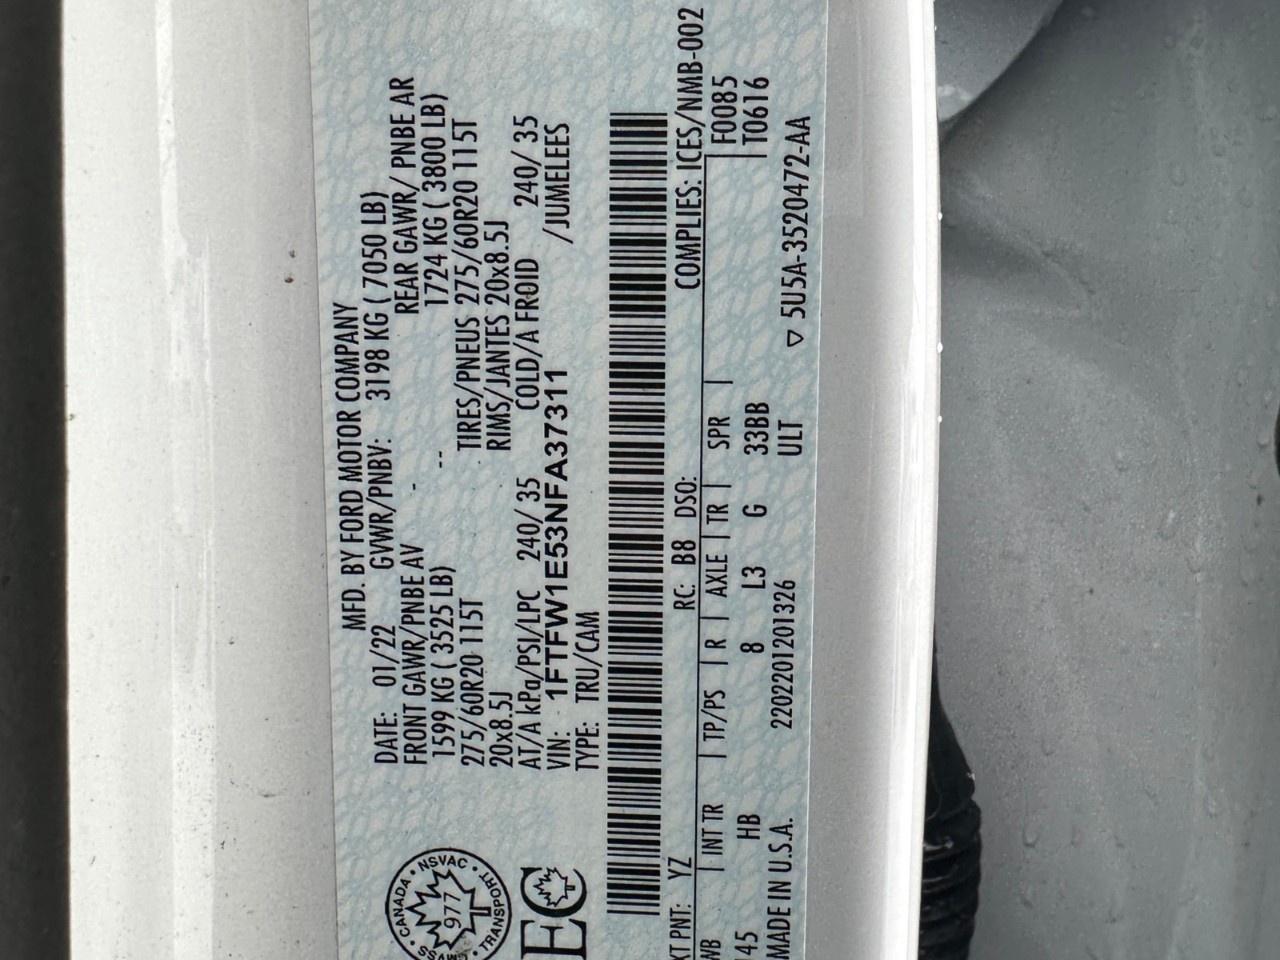 MFD. BY FORD MOTOR COMPANY
DATE: 01/22 GVWR/PNBV: 3198 KG ( 7050 LB)
FRONT GAWR/PNBE AV REAR GAWR/ PNBE AR
1599 KG ( 3525 LB) - -- 1724 KG ( 3800 LB)
275/60R20 115T TIRES/PNEUS 275/60R20 115T
20x8.5J RIMS/JANTES 20x8.5J
AT/A kPa/PSI/LPC 240/ 35 COLD/A FROID 240/ 35
VIN: 1FTFW1E53NFA37311 /JUMELEES
TYPE: TRU/CAM
CANADA • NSVAC • TRANSPORT
977
EC
XT PNT: YZ RC: B8 DSO: COMPLIES: ICES/NMB-002
WB | INT TR | TP/PS | R | AXLE | TR | SPR | F0085
145 HB 8 L3 G 33BB T0616
MADE IN U.S.A. 2202201201326 ULT ▽ 5U5A-3520472-AA